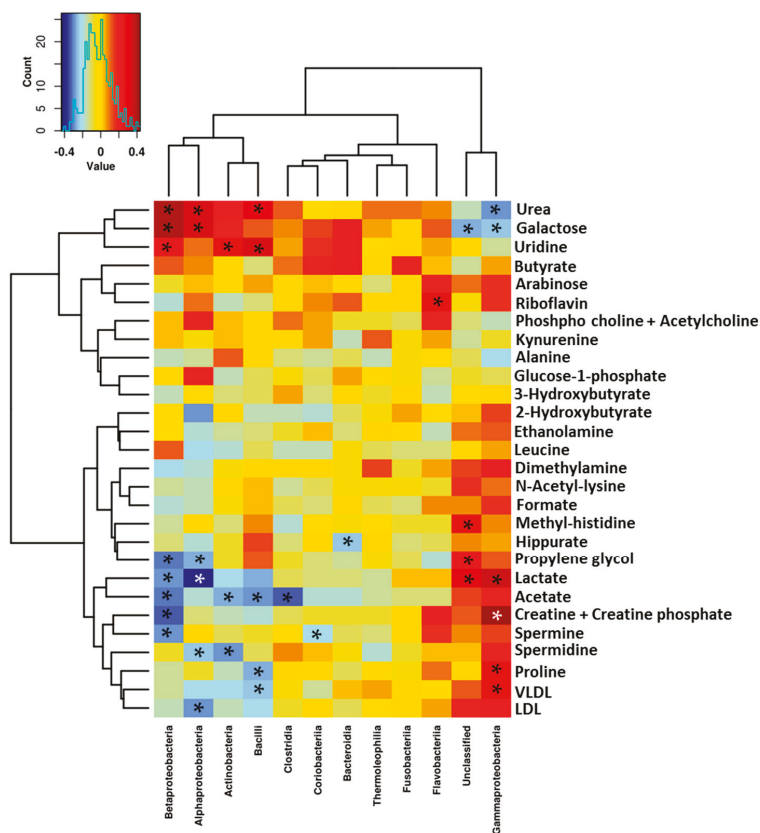 20
15
5
0
Count
-0.4
0
0.4
Value
*
*
*
*
Urea
*
*
*
*
Galactose
*
*
*
Uridine
Butyrate
Arabinose
*
Riboflavin
Phoshpho choline + Acetylcholine
Kynurenine
Alanine
Glucose-1-phosphate
3-Hydroxybutyrate
2-Hydroxybutyrate
Ethanolamine
Leucine
Dimethylamine
N-Acetyl-lysine
Formate
*
Methyl-histidine
*
Hippurate
*
*
*
Propylene glycol
*
*
*
*
Lactate
*
*
*
*
Acetate
*
*
Creatine + Creatine phosphate
*
*
Spermine
*
*
Spermidine
*
*
Proline
*
*
VLDL
*
LDL
Betaproteobacteria
Alphaproteobacteria
Actinobacteria
Bacilli
Clostridia
Coriobacteriia
Bacteroidia
Thermoleophilia
Fusobacteriia
Flavobacteriia
Unclassified
Gammaproteobacteria